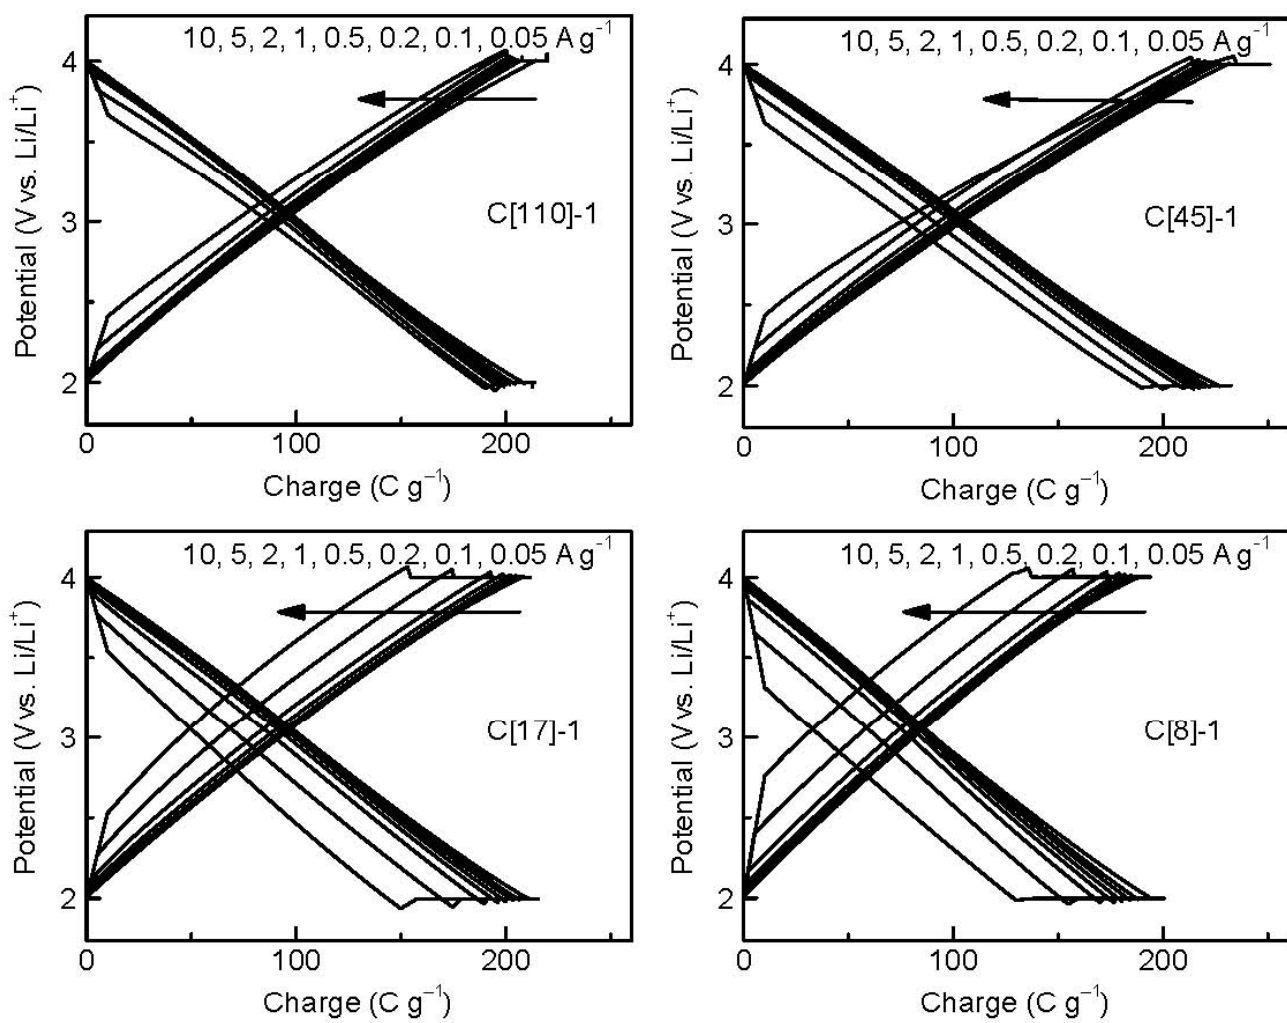 10, 5, 2, 1, 0.5, 0.2, 0.1, 0.05 A g⁻¹
4
3
2
Potential (V vs. Li/Li⁺)
C[110]-1
0 100 200
Charge (C g⁻¹)
10, 5, 2, 1, 0.5, 0.2, 0.1, 0.05 A g⁻¹
4
3
2
Potential (V vs. Li/Li⁺)
C[45]-1
0 100 200
Charge (C g⁻¹)
10, 5, 2, 1, 0.5, 0.2, 0.1, 0.05 A g⁻¹
4
3
2
Potential (V vs. Li/Li⁺)
C[17]-1
0 100 200
Charge (C g⁻¹)
10, 5, 2, 1, 0.5, 0.2, 0.1, 0.05 A g⁻¹
4
3
2
Potential (V vs. Li/Li⁺)
C[8]-1
0 100 200
Charge (C g⁻¹)